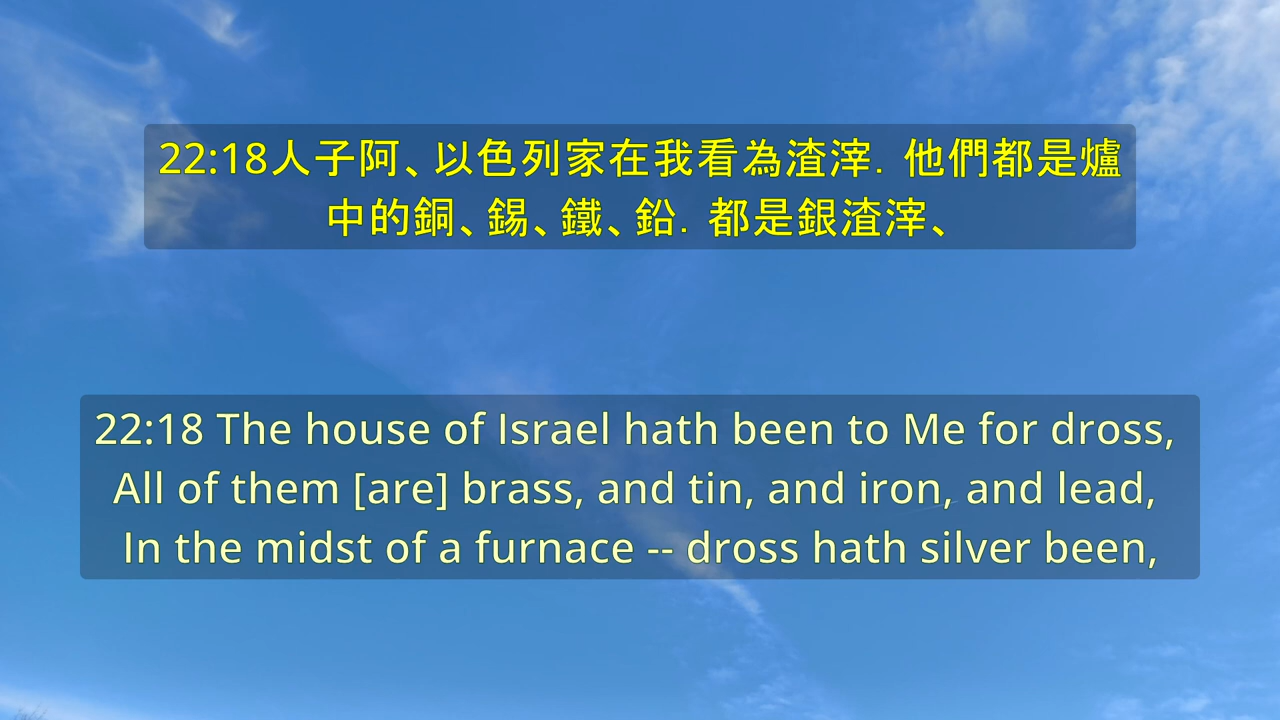 22:18人子阿、以色列家在我看為渣滓．他們都是爐
中的銅、錫、鐵、鉛．都是銀渣滓、
22:18 The house of Israel hath been to Me for dross,
All of them [are] brass, and tin, and iron, and lead,
In the midst of a furnace -- dross hath silver been,